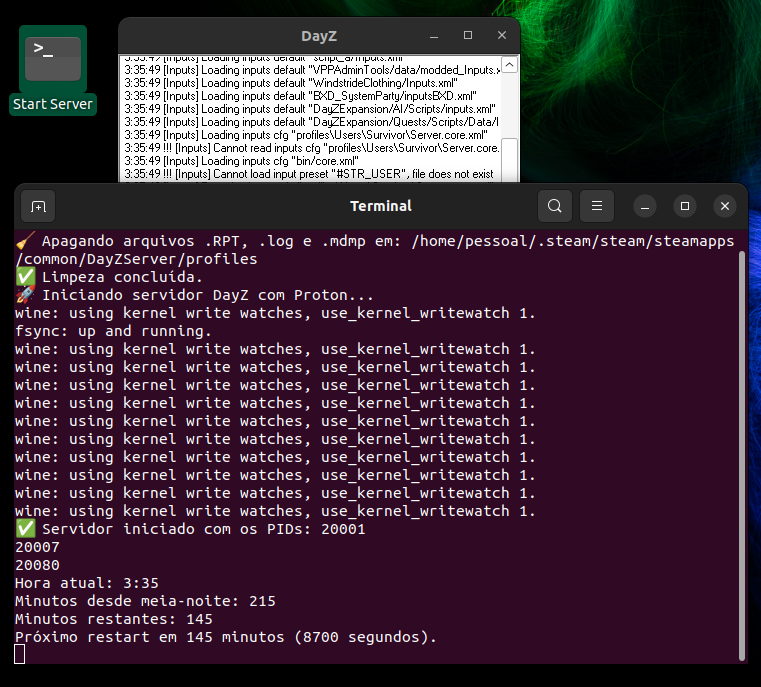 >_
Start Server
DayZ
3:35:49 [Inputs] Loading inputs default "script_a/Inputs.xml"
3:35:49 [Inputs] Loading inputs default "VPPAdminTools/data/modded_Inputs.x
3:35:49 [Inputs] Loading inputs default "WindstrideClothing/Inputs.xml"
3:35:49 [Inputs] Loading inputs default "BXD_SystemParty/inputsBXD.xml"
3:35:49 [Inputs] Loading inputs default "DayZExpansion/AI/Scripts/inputs.xml"
3:35:49 [Inputs] Loading inputs default "DayZExpansion/Quests/Scripts/Data/I
3:35:49 [Inputs] Loading inputs cfg "profiles\Users\Survivor\Server.core.xml"
3:35:49 !!! [Inputs] Cannot read inputs cfg "profiles\Users\Survivor\Server.core.
3:35:49 [Inputs] Loading inputs cfg "bin/core.xml"
3:35:49 !!! [Inputs] Cannot load input preset "#STR_USER", file does not exist
Terminal
🧹 Apagando arquivos .RPT, .log e .mdmp em: /home/pessoal/.steam/steam/steamapps
/common/DayZServer/profiles
✅ Limpeza concluída.
🚀 Iniciando servidor DayZ com Proton...
wine: using kernel write watches, use_kernel_writewatch 1.
fsync: up and running.
wine: using kernel write watches, use_kernel_writewatch 1.
wine: using kernel write watches, use_kernel_writewatch 1.
wine: using kernel write watches, use_kernel_writewatch 1.
wine: using kernel write watches, use_kernel_writewatch 1.
wine: using kernel write watches, use_kernel_writewatch 1.
wine: using kernel write watches, use_kernel_writewatch 1.
wine: using kernel write watches, use_kernel_writewatch 1.
wine: using kernel write watches, use_kernel_writewatch 1.
wine: using kernel write watches, use_kernel_writewatch 1.
wine: using kernel write watches, use_kernel_writewatch 1.
✅ Servidor iniciado com os PIDs: 20001
20007
20080
Hora atual: 3:35
Minutos desde meia-noite: 215
Minutos restantes: 145
Próximo restart em 145 minutos (8700 segundos).